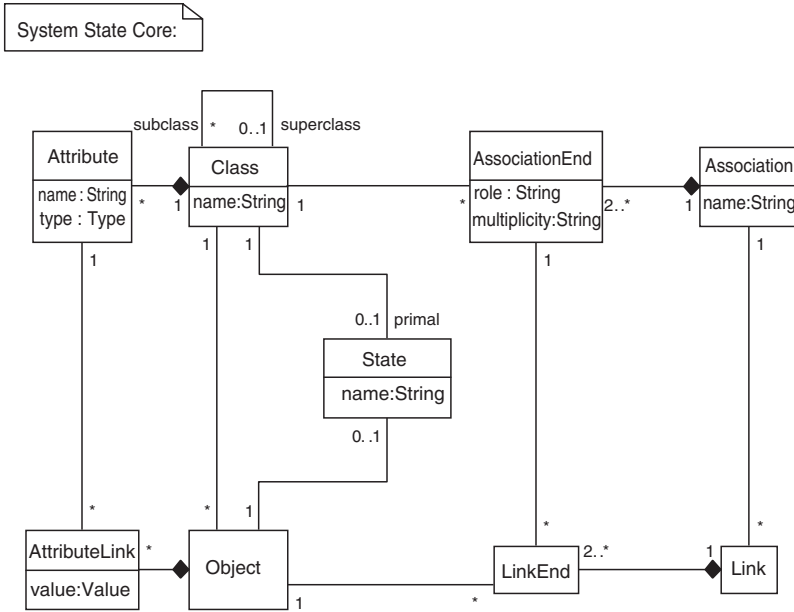 System State Core:
subclass * 0..1 superclass
Attribute
name : String
type : Type
* 1
Class
name:String
1 *
AssociationEnd
role : String
multiplicity:String
2..* 1
Association
name:String
1
1 1
1
1
0..1 primal
State
name:String
0..1
*
* 1
*
*
AttributeLink
value:Value
*
Object
1 *
LinkEnd
2..* 1
Link